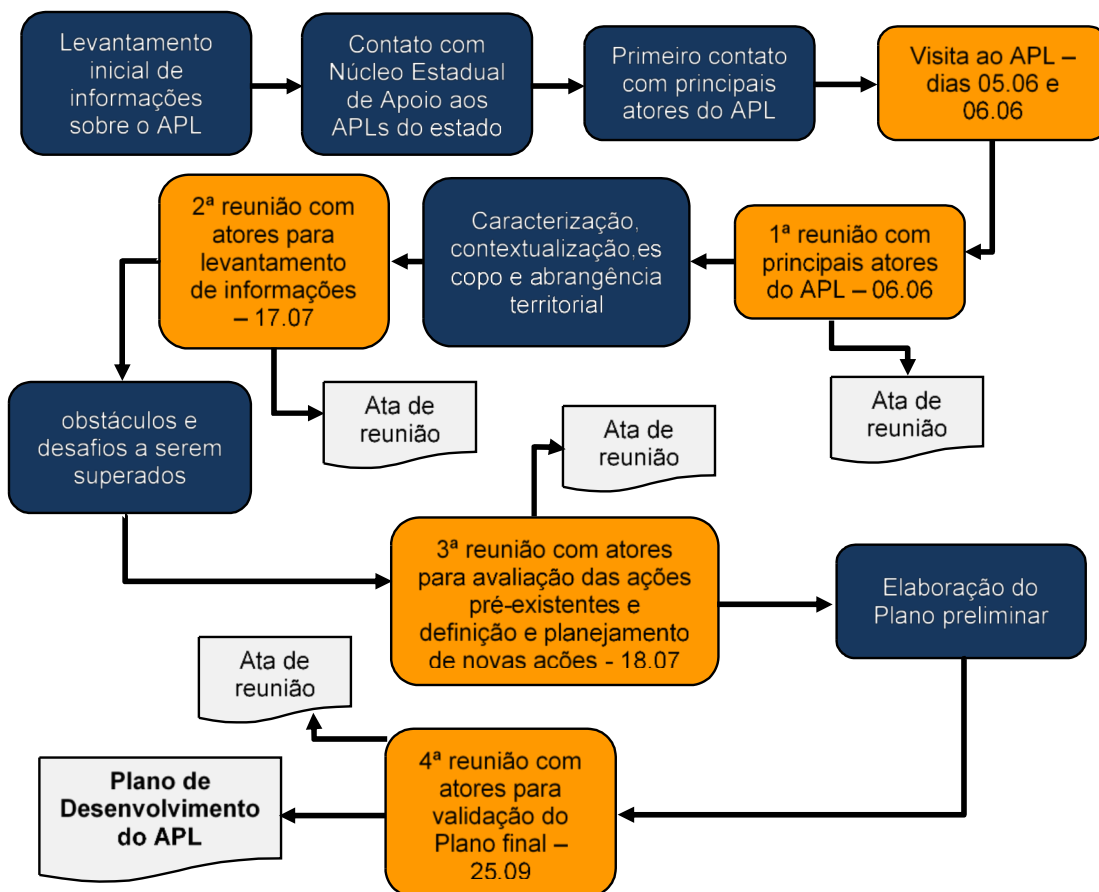 Levantamento
inicial de
informações
sobre o APL
Contato com
Núcleo Estadual
de Apoio aos
APLs do estado
Primeiro contato
com principais
atores do APL
Visita ao APL –
dias 05.06 e
06.06
1ª reunião com
principais atores
do APL – 06.06
Ata de
reunião
Caracterização,
contextualização,es
copo e abrangência
territorial
2ª reunião com
atores para
levantamento
de informações
– 17.07
Ata de
reunião
obstáculos e
desafios a serem
superados
3ª reunião com atores
para avaliação das ações
pré-existentes e
definição e planejamento
de novas ações - 18.07
Ata de
reunião
Elaboração do
Plano preliminar
4ª reunião com
atores para
validação do
Plano final –
25.09
Ata de
reunião
Plano de
Desenvolvimento
do APL